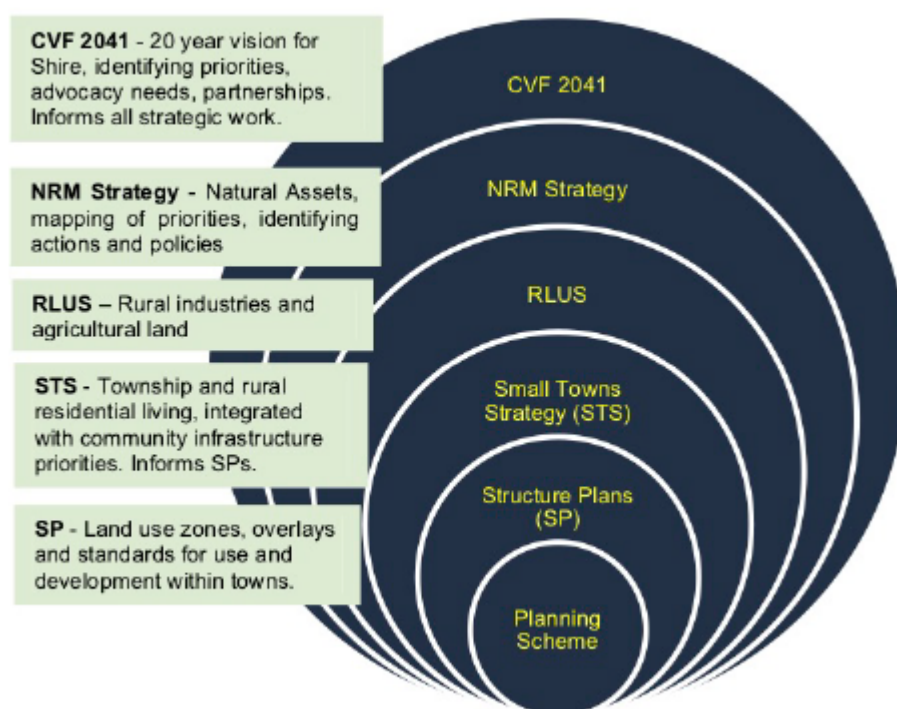 CVF 2041 - 20 year vision for
Shire, identifying priorities,
advocacy needs, partnerships.
Informs all strategic work.
NRM Strategy - Natural Assets,
mapping of priorities, identifying
actions and policies
RLUS – Rural industries and
agricultural land
STS - Township and rural
residential living, integrated
with community infrastructure
priorities. Informs SPs.
SP - Land use zones, overlays
and standards for use and
development within towns.
CVF 2041
NRM Strategy
RLUS
Small Towns
Strategy (STS)
Structure Plans
(SP)
Planning
Scheme